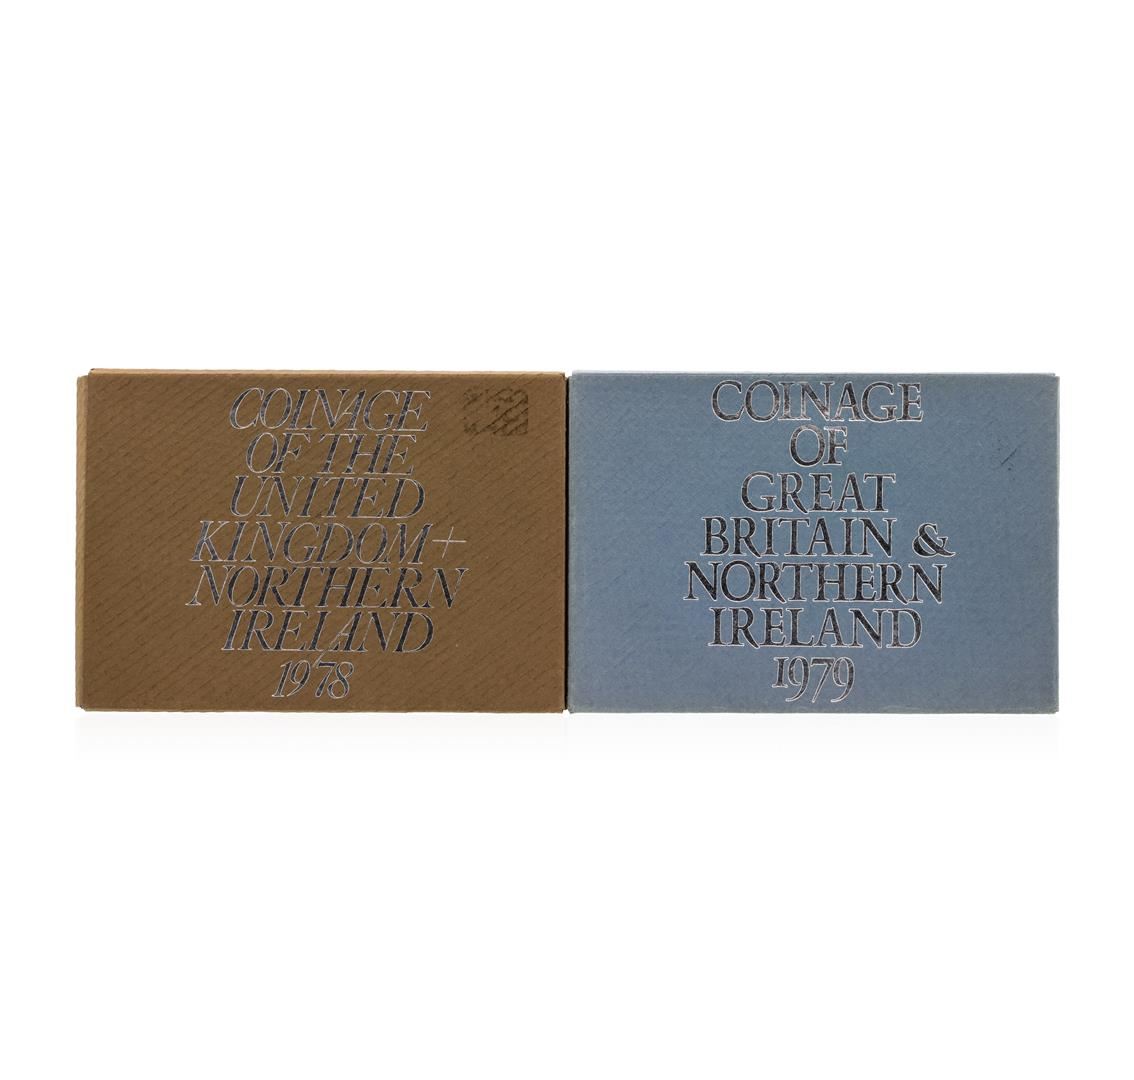 COINAGE
OF THE
UNITED
KINGDOM +
NORTHERN
IRELAND
1978
COINAGE
OF
GREAT
BRITAIN &
NORTHERN
IRELAND
1979